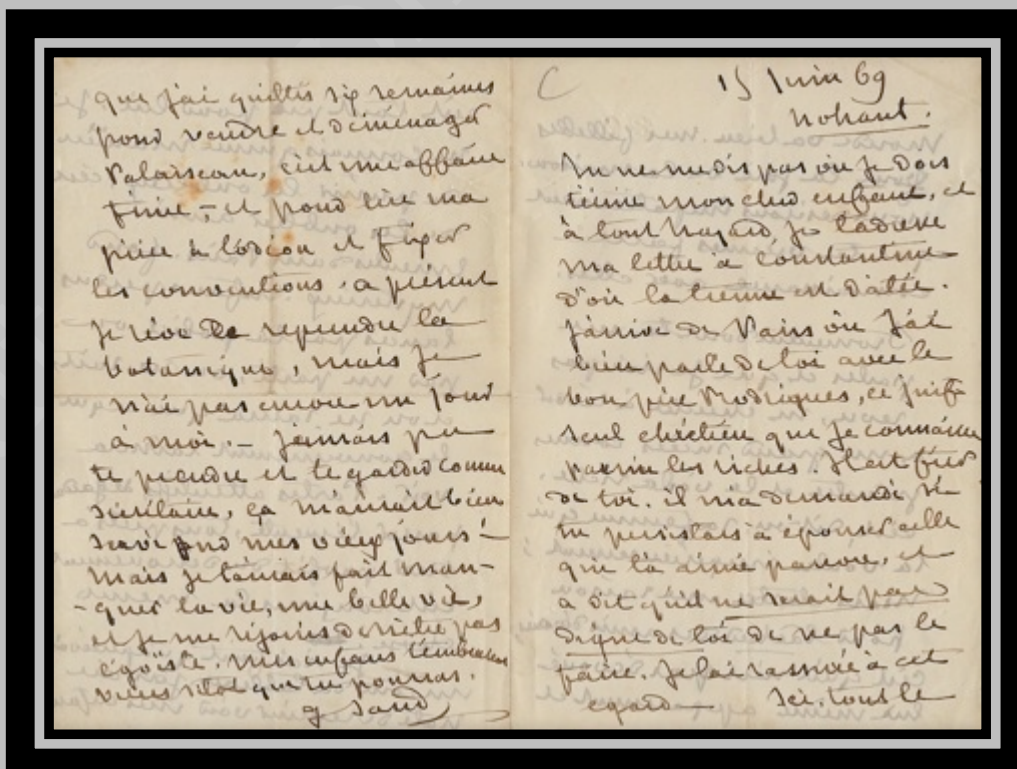 15 Juin 69
Nohant.
Tu ne me dis pas où je dois
t'écrire mon cher enfant, et
à tout hazard je t'adresse
ma lettre à Constantine
d'où la tienne est datée.
J'arrive de Paris où j'ai
bien parlé de toi avec le
bon père Rodrigues, ce juif
seul chrétien que je connaisse
parmi les riches. Il est fier
de toi. il m'a demandé si
tu persistais à épouser celle
qui t'a aimé pauvre, et
a dit qu'il ne serait pas
digne de toi de ne pas le
faire. Je l'ai rassuré à cet
égard — Ici, tout le
que j'ai quittés six semaines
pour vendre et déménager
Palaiseau, c'est une affaire
finie, — et pour lire ma
pièce à l'odéon et fixer
les conventions. a présent
je rêve de reprendre la
botanique, mais je
n'ai pas encore un jour
à moi. — j'aurais pu
te prendre et te garder comme
secrétaire, ça m'aurait bien
servi pour mes vieux jours —
mais je t'aurais fait man-
-quer la vie, une belle vie,
et je me réjouis de n'être pas
égoïste. mes enfans t'embrassent
viens sitôt que tu pourras.
G Sand